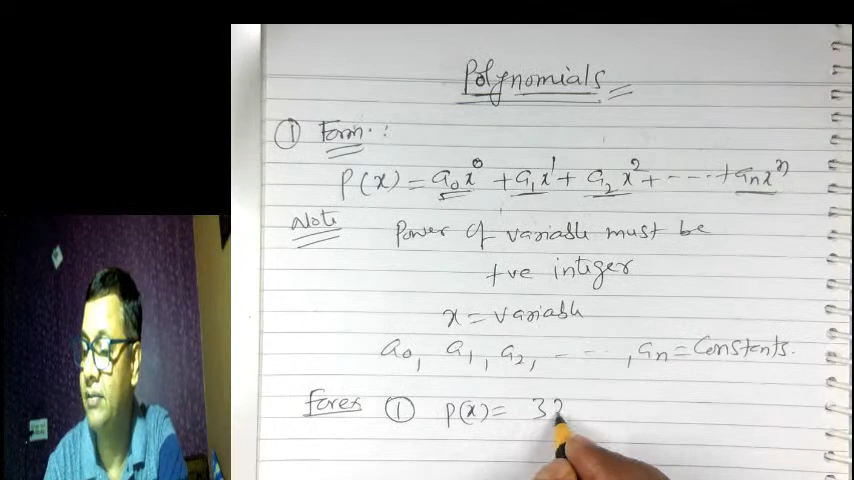 Polynomials
① Form :
P(x) = a₀x⁰ + a₁x¹ + a₂x² + - - - - + aₙxⁿ
Note Power of variable must be
+ve integer
x = variable
a₀, a₁, a₂, - - - -, aₙ = Constants.
Forex ① P(x) = 3